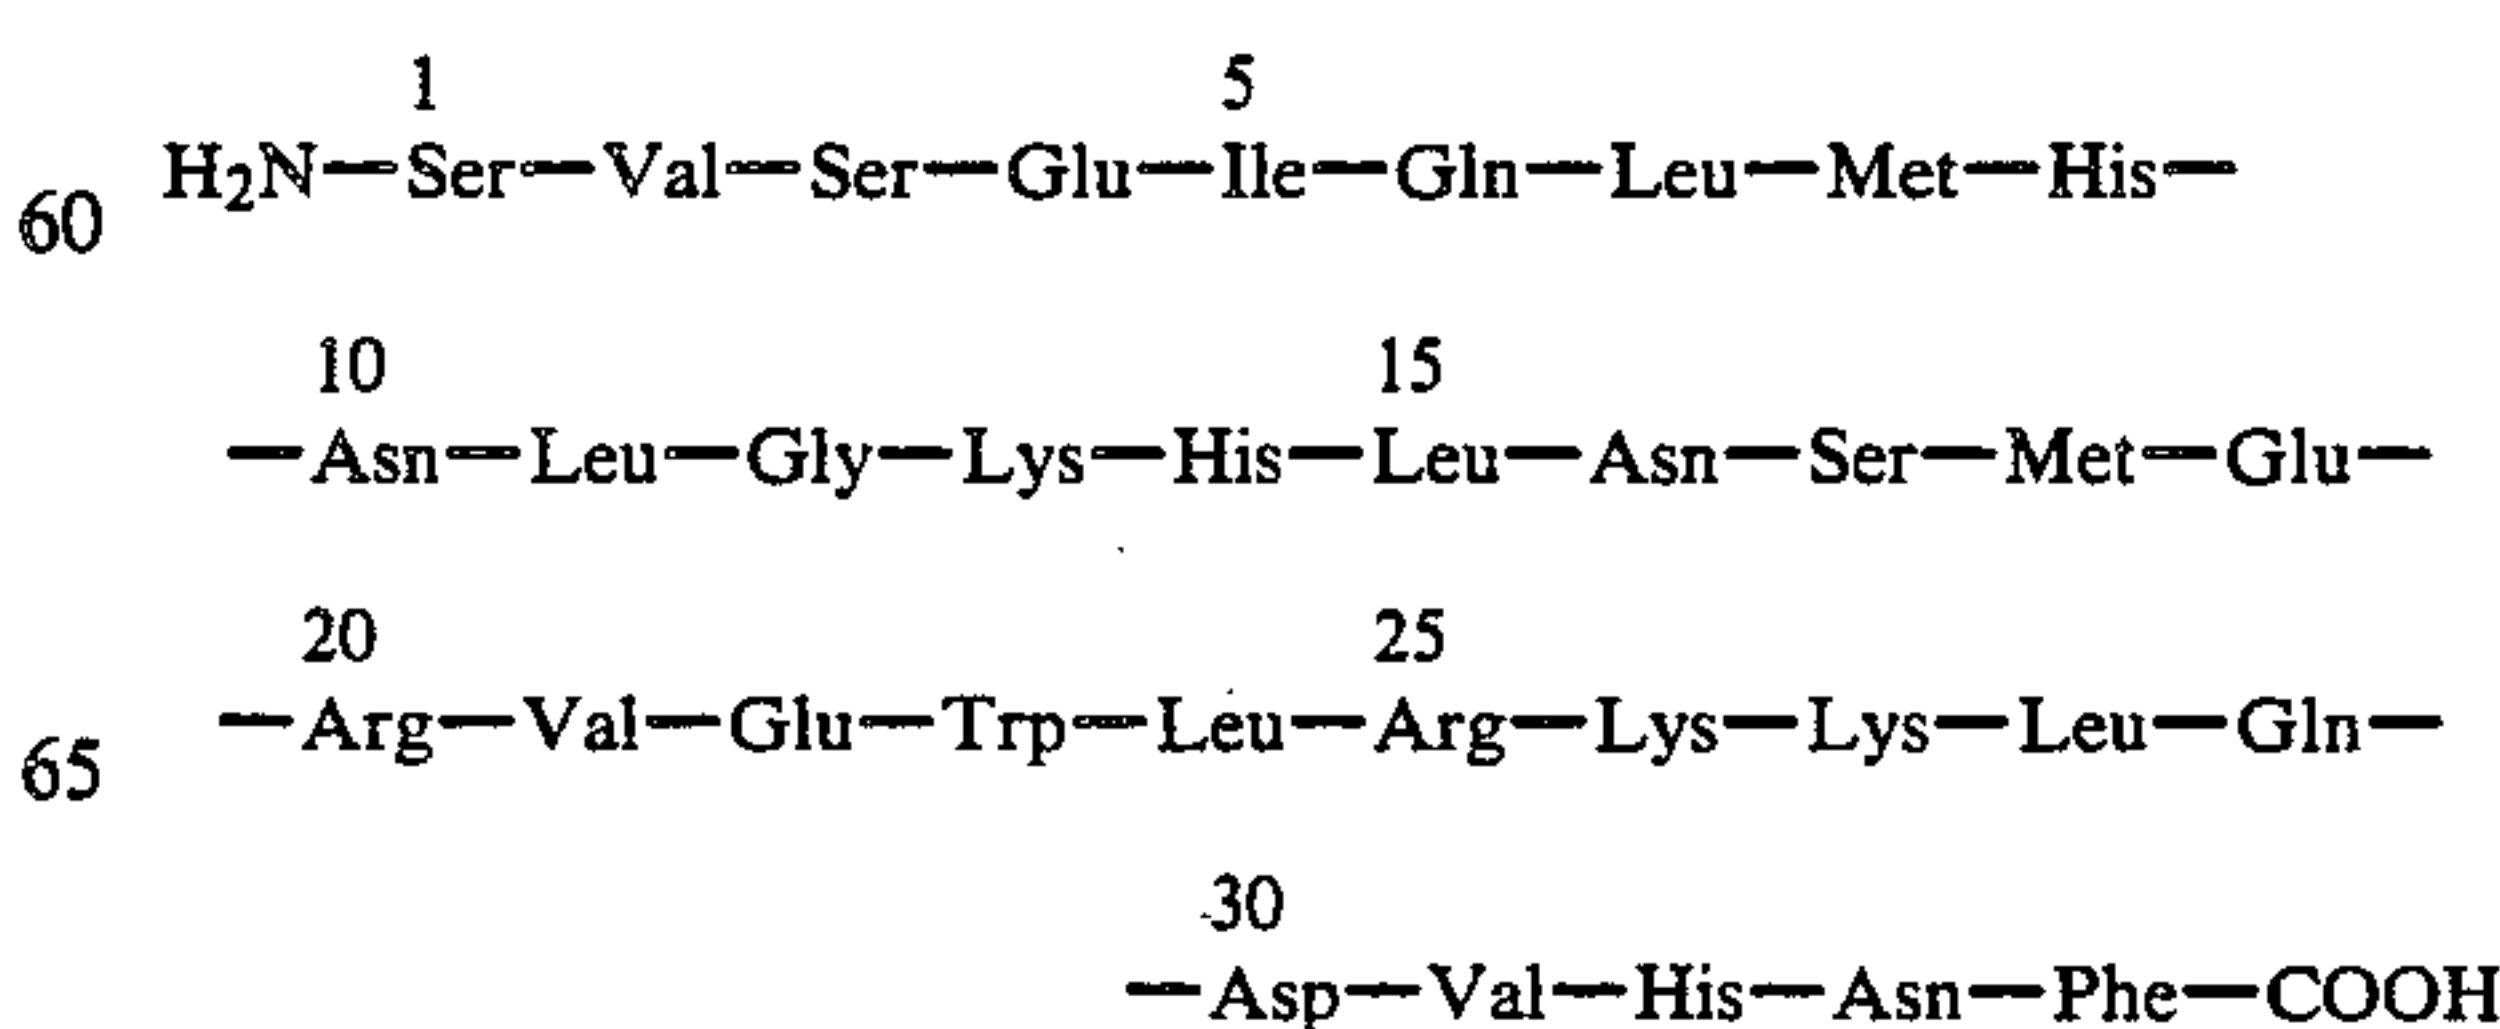 1 5
H₂N—Ser—Val—Ser—Glu—Ile—Gln—Leu—Met—His—
60
10 15
—Asn—Leu—Gly—Lys—His—Leu—Asn—Ser—Met—Glu—
20 25
—Arg—Val—Glu—Trp—Leu—Arg—Lys—Lys—Leu—Gln—
65
30
—Asp—Val—His—Asn—Phe—COOH